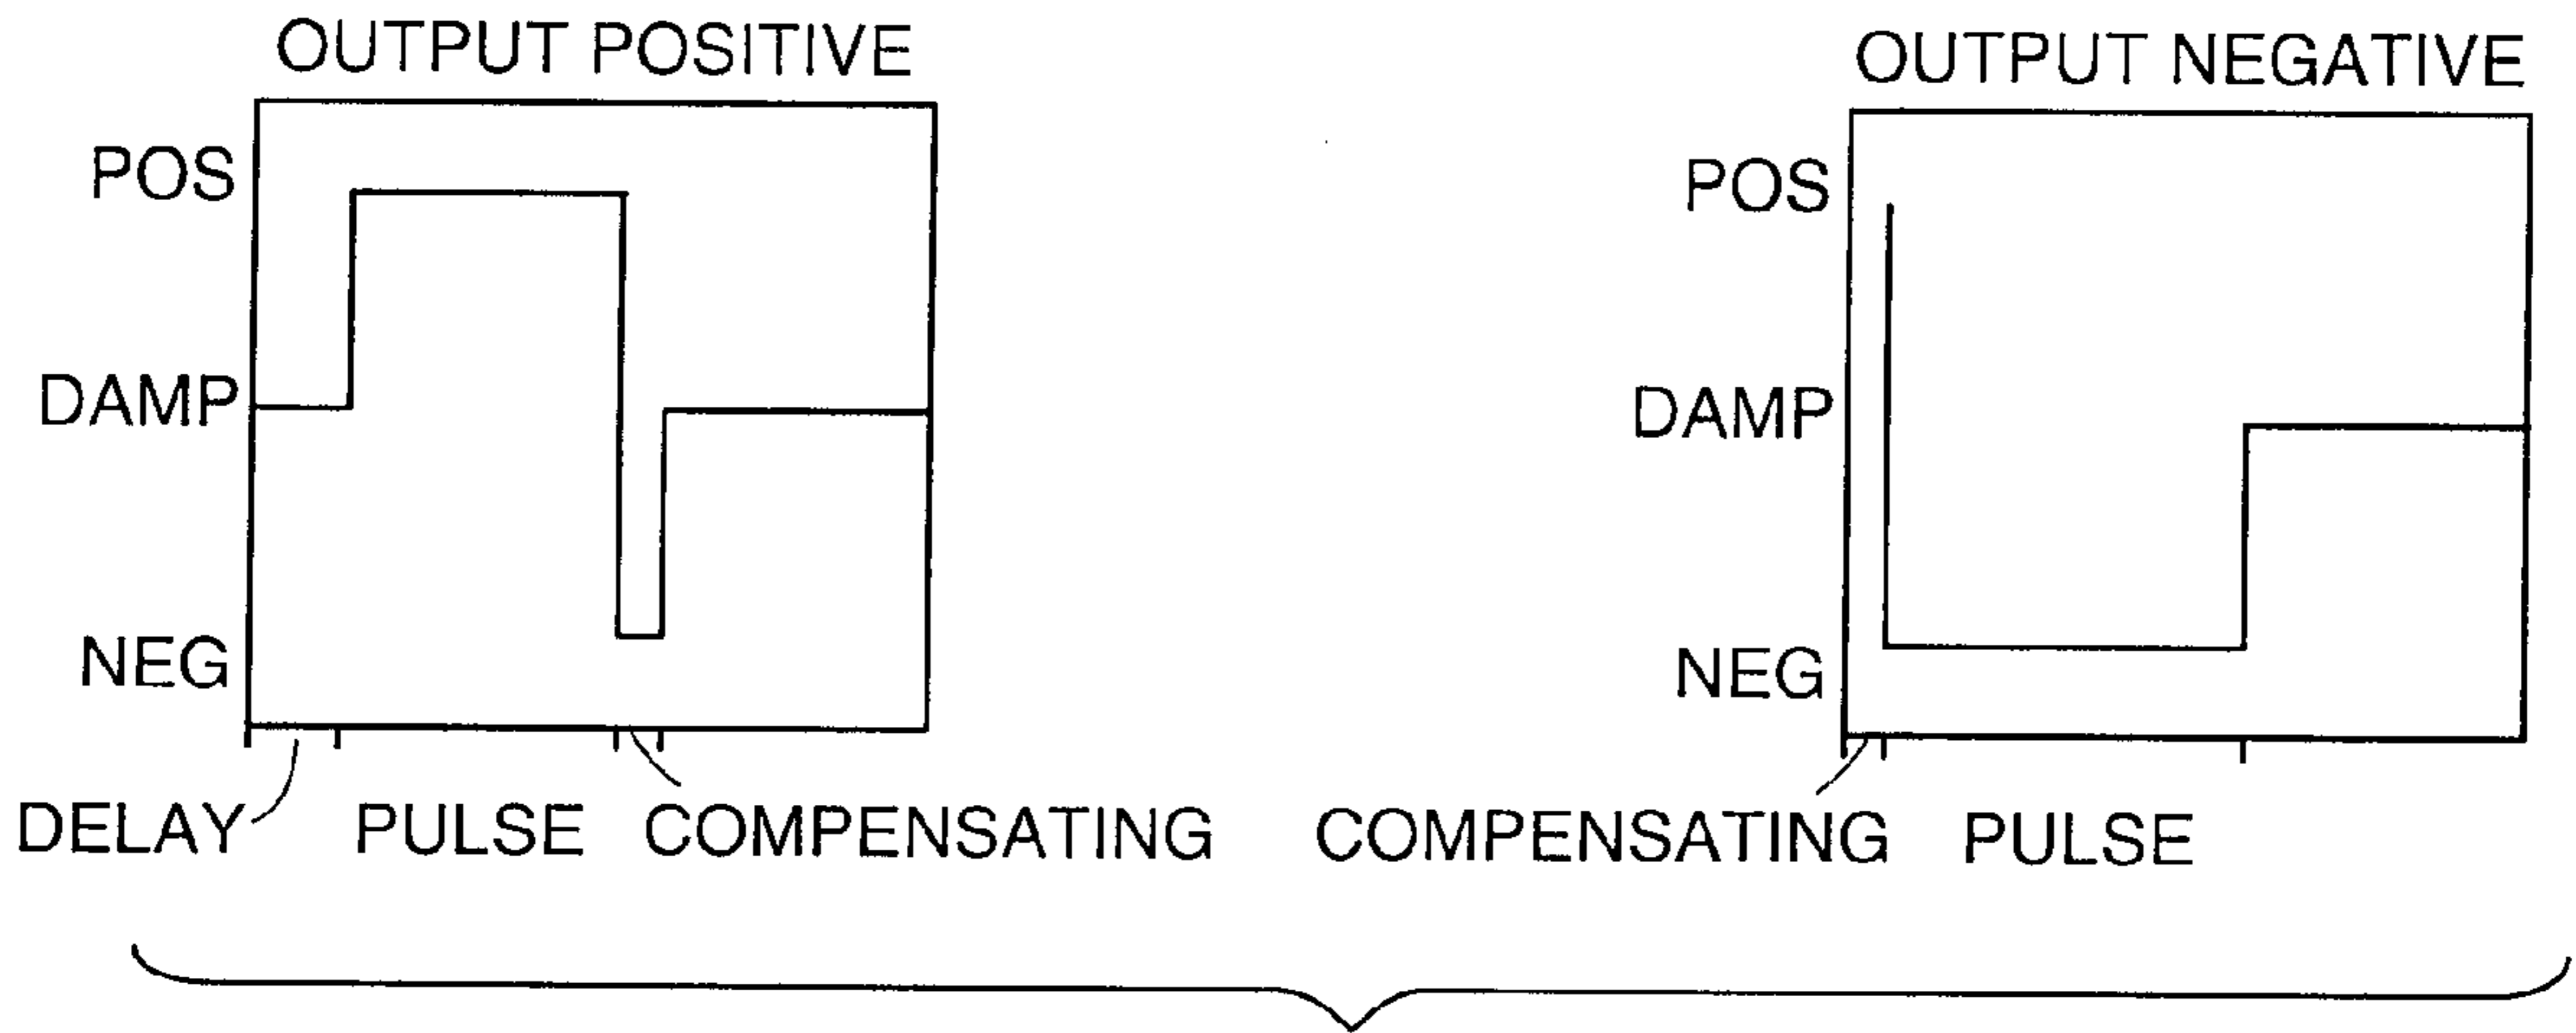 OUTPUT POSITIVE
POS
DAMP
NEG
DELAY
PULSE
COMPENSATING
OUTPUT NEGATIVE
POS
DAMP
NEG
COMPENSATING
PULSE